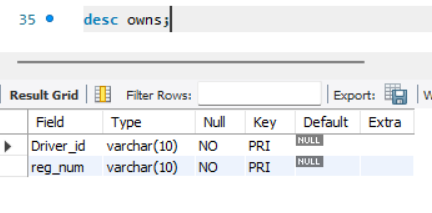 35 desc owns;
Result Grid Filter Rows: Export: W
Field Type Null Key Default Extra
Driver_id varchar(10) NO PRI NULL
reg_num varchar(10) NO PRI NULL